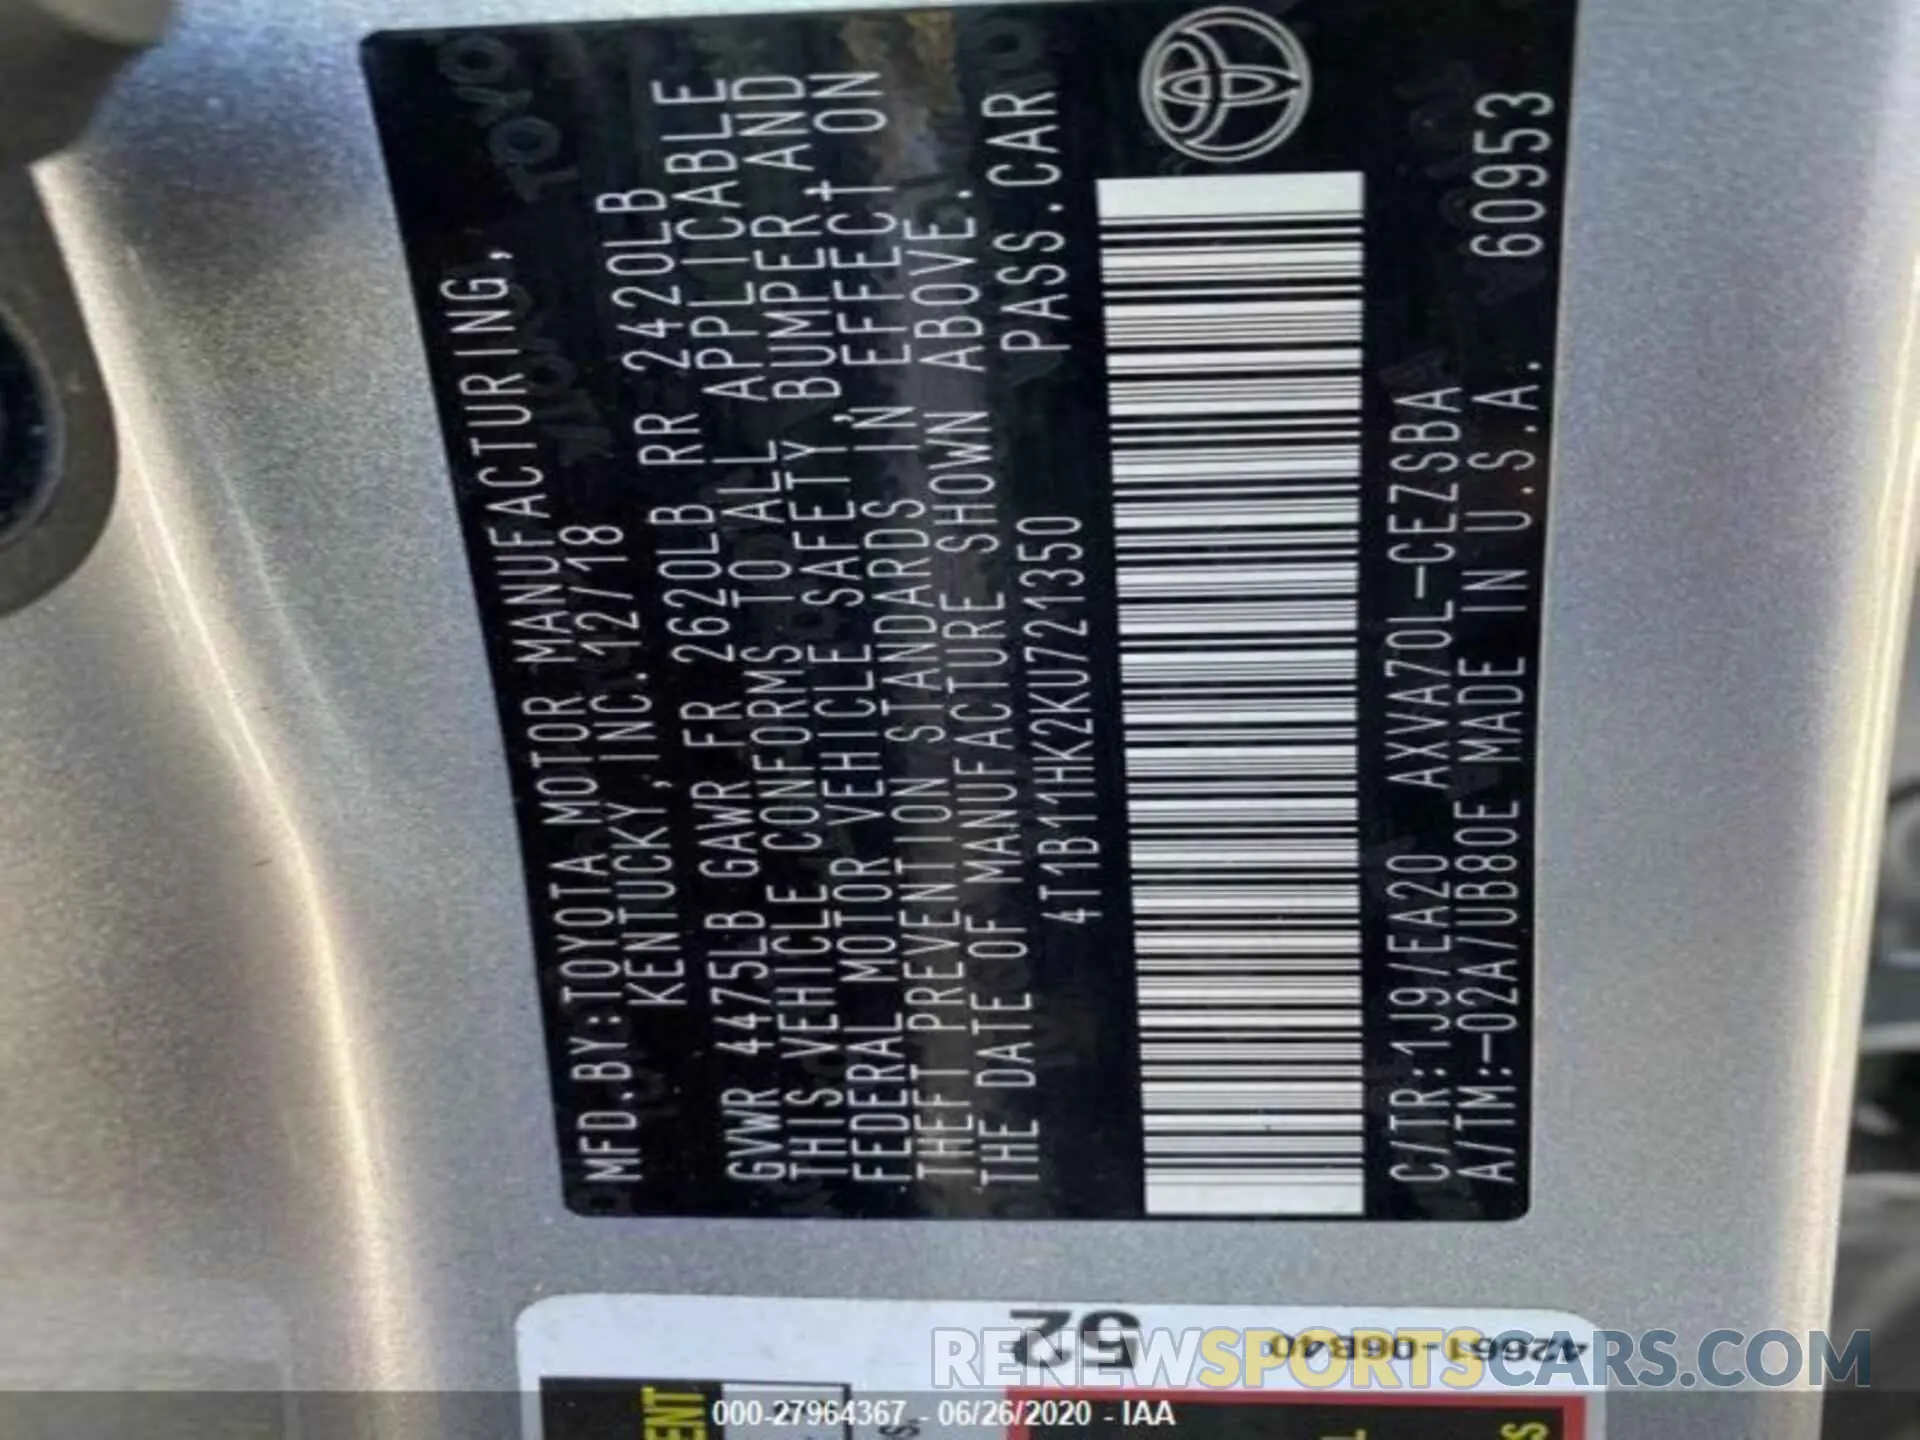 MFD.BY:TOYOTA MOTOR MANUFACTURING,
KENTUCKY, INC. 12/18
GVWR 4475LB GAWR FR 2620LB RR 2420LB
THIS VEHICLE CONFORMS TO ALL APPLICABLE
FEDERAL MOTOR VEHICLE SAFETY, BUMPER, AND
THEFT PREVENTION STANDARDS IN EFFECT ON
THE DATE OF MANUFACTURE SHOWN ABOVE.
4T1B11HK2KU721350 PASS.CAR
C/TR:1J9/EA20 AXVA70L-CEZSBA
A/TM:-02A/UB80E MADE IN U.S.A. 60953
52
42661-06B40
RENEWSPORTSCARS.COM
000-27964367 - 06/26/2020 - IAA